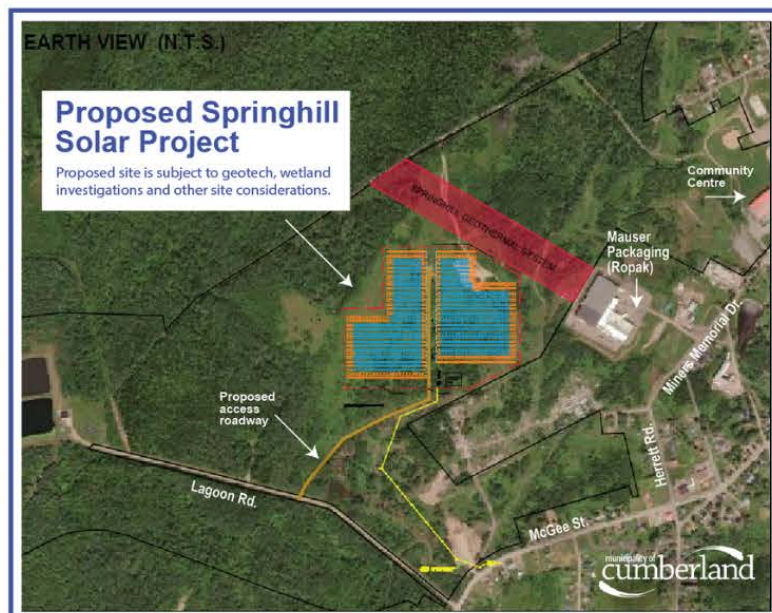 EARTH VIEW (N.T.S.)
Proposed Springhill
Solar Project
Proposed site is subject to geotech, wetland
investigations and other site considerations.
SPRINGHILL GEOTHERMAL SYSTEM
Community
Centre
Mauser
Packaging
(Ropak)
Miners Memorial Dr.
Proposed
access
roadway
Herrett Rd.
Lagoon Rd.
McGee St.
municipality of
cumberland